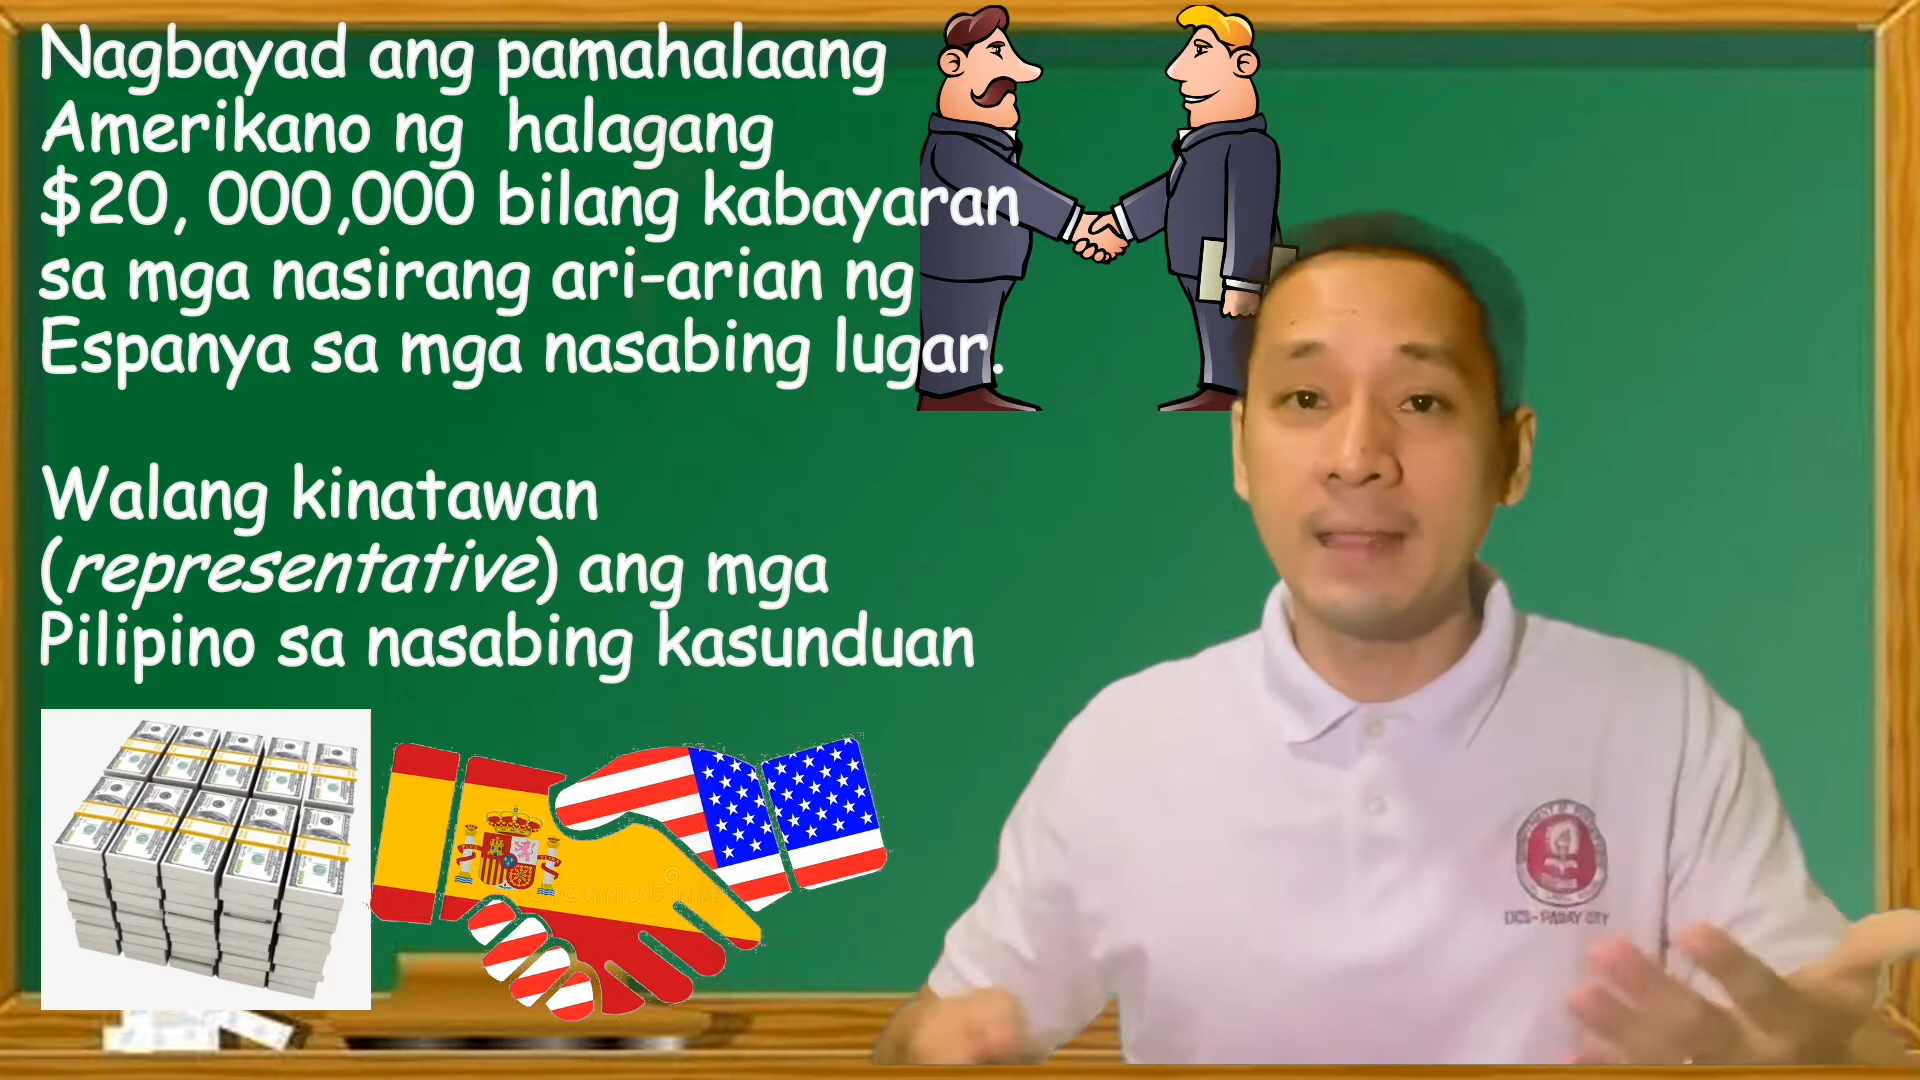 Nagbayad ang pamahalaang
Amerikano ng halagang
$20, 000,000 bilang kabayaran
sa mga nasirang ari-arian ng
Espanya sa mga nasabing lugar.
Walang kinatawan
(representative) ang mga
Pilipino sa nasabing kasunduan